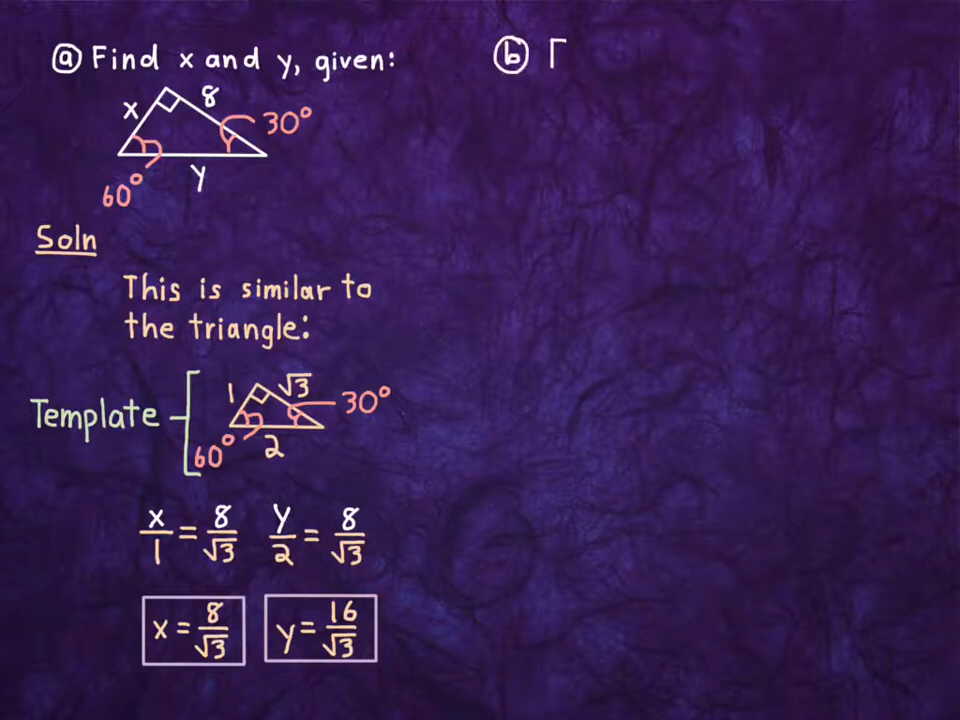 ⓐ Find x and y, given:
x 8 30°
60° y
Soln
This is similar to
the triangle:
Template 1 √3 30°
60° 2
x/1 = 8/√3 y/2 = 8/√3
x = 8/√3 y = 16/√3
ⓑ